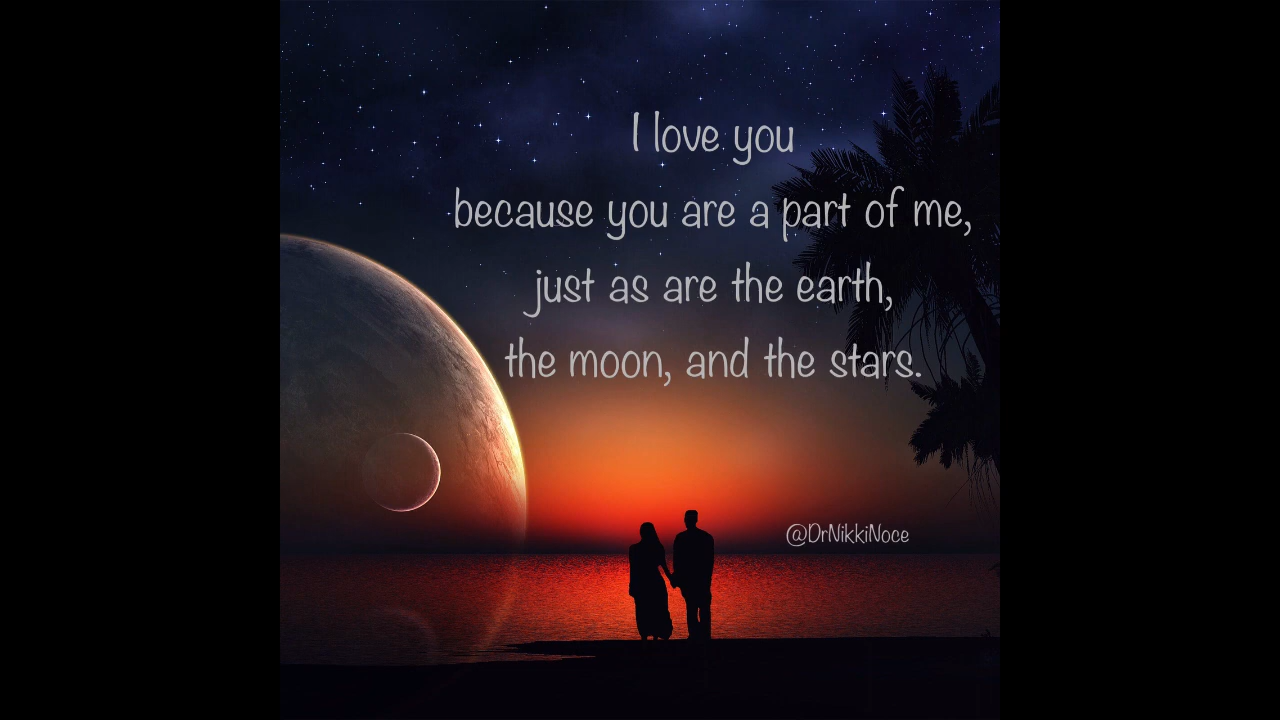 I love you
because you are a part of me,
just as are the earth,
the moon, and the stars.
@DrNikkiNoce